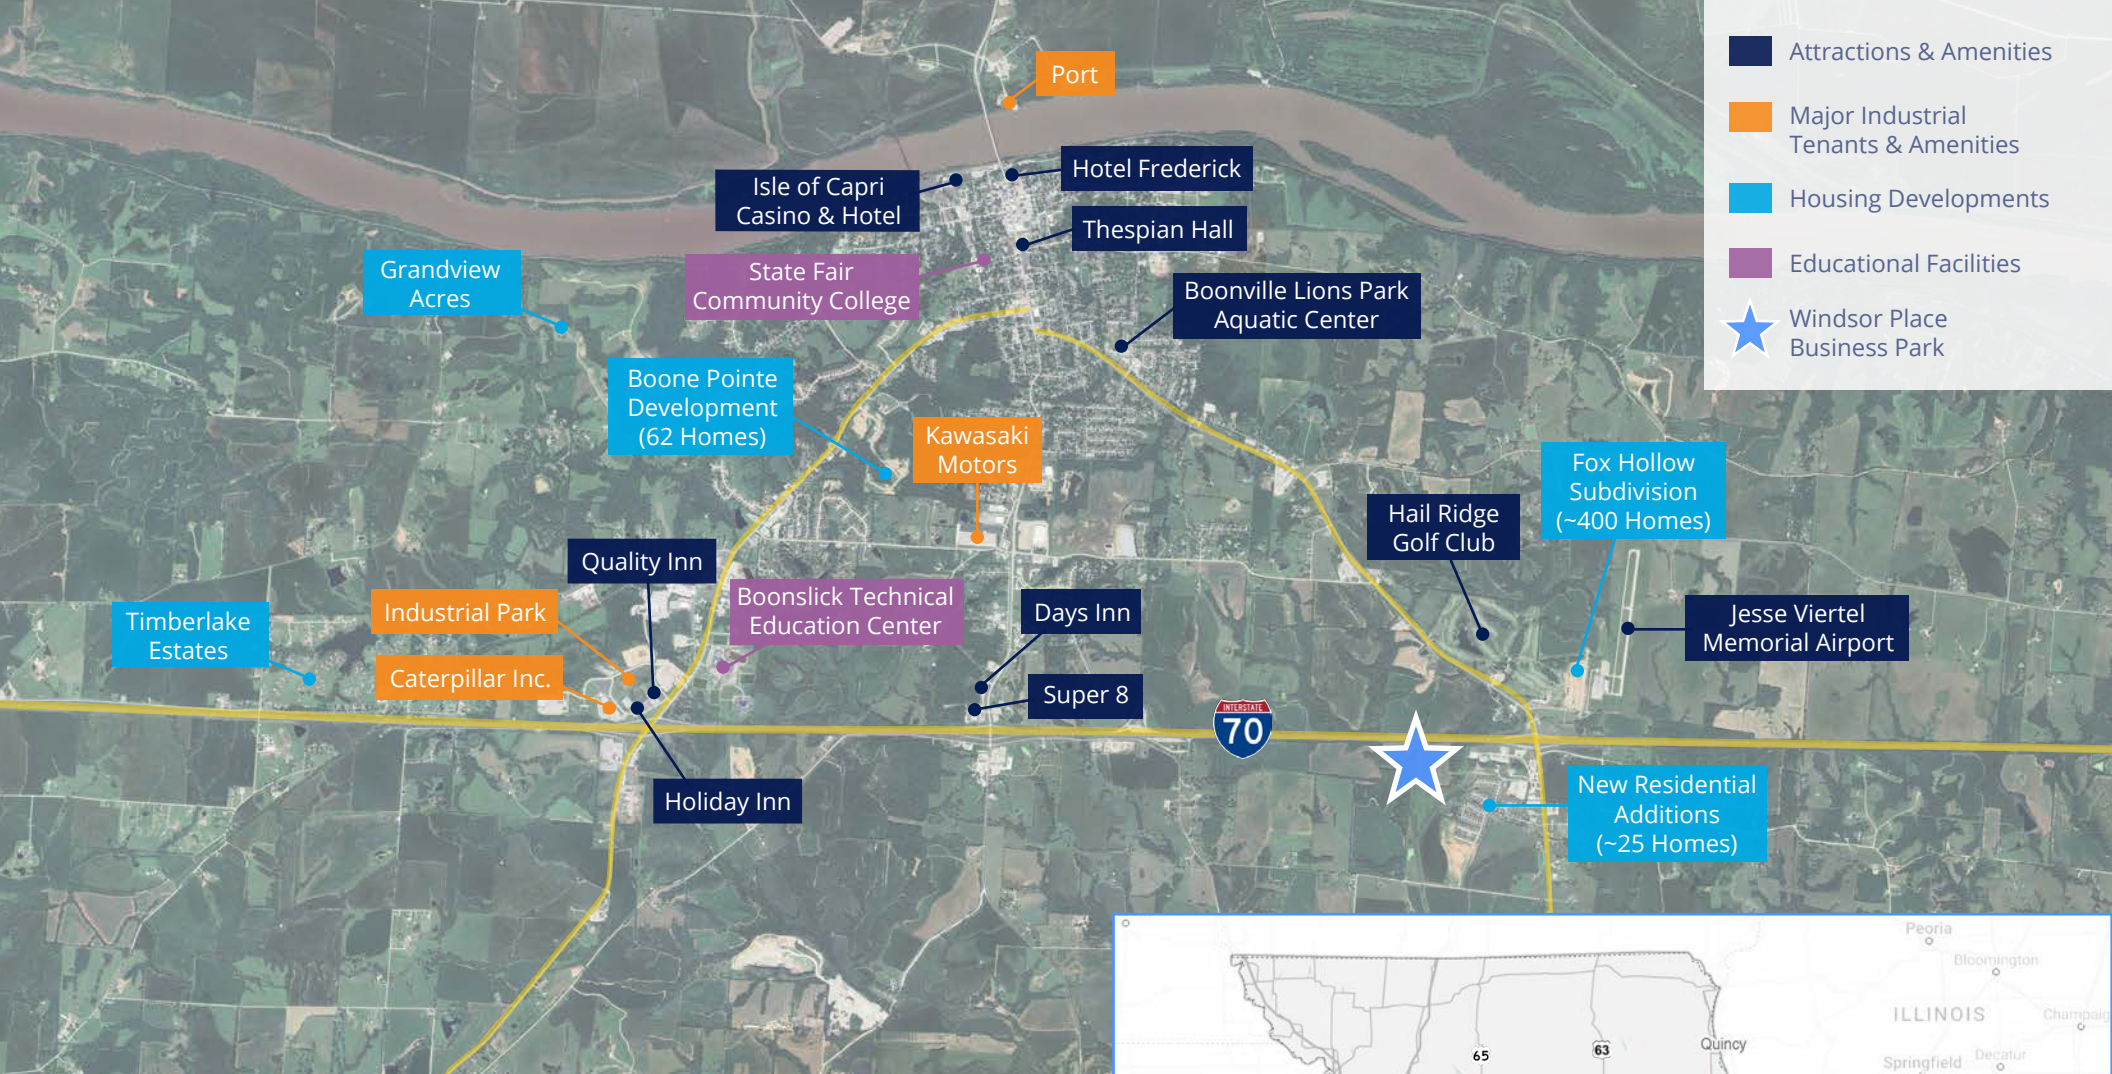 Port
Attractions & Amenities
Major Industrial
Tenants & Amenities
Housing Developments
Educational Facilities
Windsor Place
Business Park
Hotel Frederick
Isle of Capri
Casino & Hotel
Thespian Hall
State Fair
Community College
Grandview
Acres
Boonville Lions Park
Aquatic Center
Boone Pointe
Development
(62 Homes)
Kawasaki
Motors
Fox Hollow
Subdivision
(~400 Homes)
Hail Ridge
Golf Club
Quality Inn
Boonslick Technical
Education Center
Industrial Park
Days Inn
Timberlake
Estates
Jesse Viertel
Memorial Airport
Caterpillar Inc.
Super 8
INTERSTATE
70
Holiday Inn
New Residential
Additions
(~25 Homes)
Peoria
Bloomington
ILLINOIS
Champaig
Quincy
65
63
Springfield
Decatur